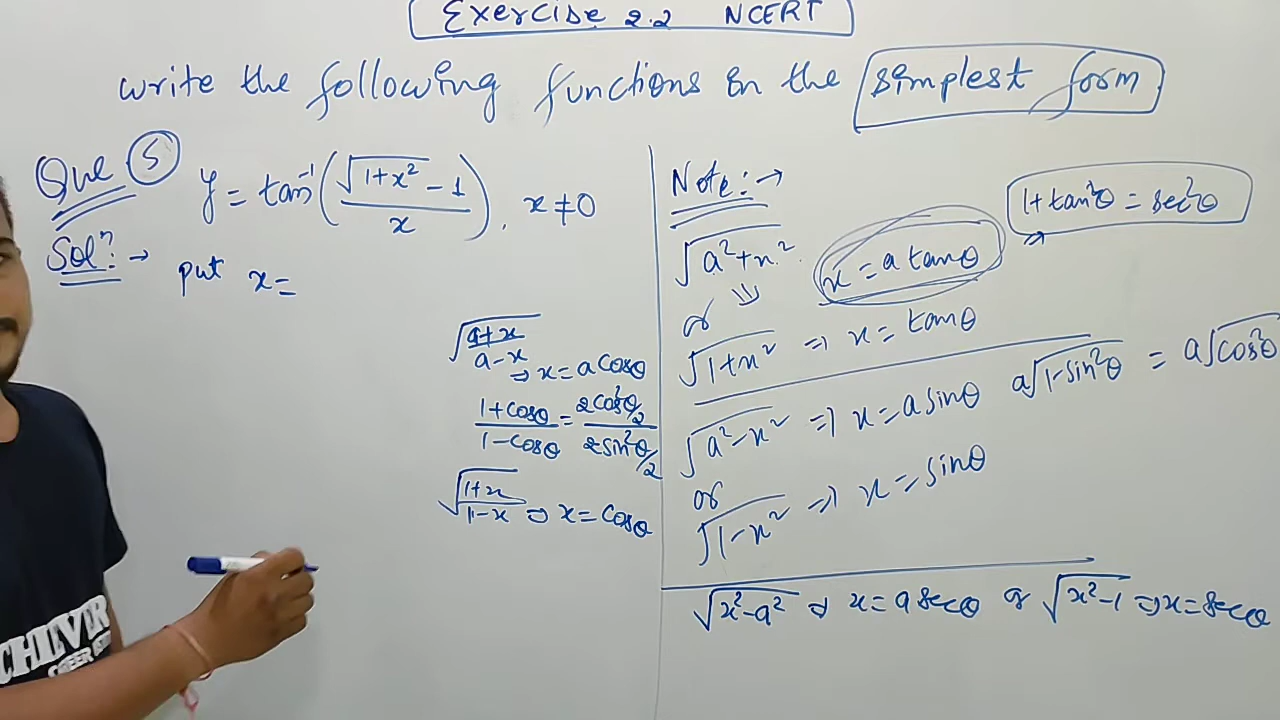 Exercise 2.2 NCERT
write the following functions in the simplest form
Que 5 y = tan⁻¹(√(1+x²) - 1 / x), x ≠ 0
Solⁿ:→ put x =
√(a+x / a-x)
⇒ x = a cosθ
1+cosθ / 1-cosθ = 2cos²θ/2 / 2sin²θ/2
√(1+x / 1-x) ⇒ x = cosθ
Note:→
1 + tan²θ = sec²θ
√(a²+x²) x = a tanθ
or ⇓
√(1+x²) ⇒ x = tanθ
√(a²-x²) ⇒ x = a sinθ a√(1-sin²θ) = a√(cos²θ)
or
√(1-x²) ⇒ x = sinθ
√(x²-a²) ⇒ x = a secθ or √(x²-1) ⇒ x = secθ
CHIEVER